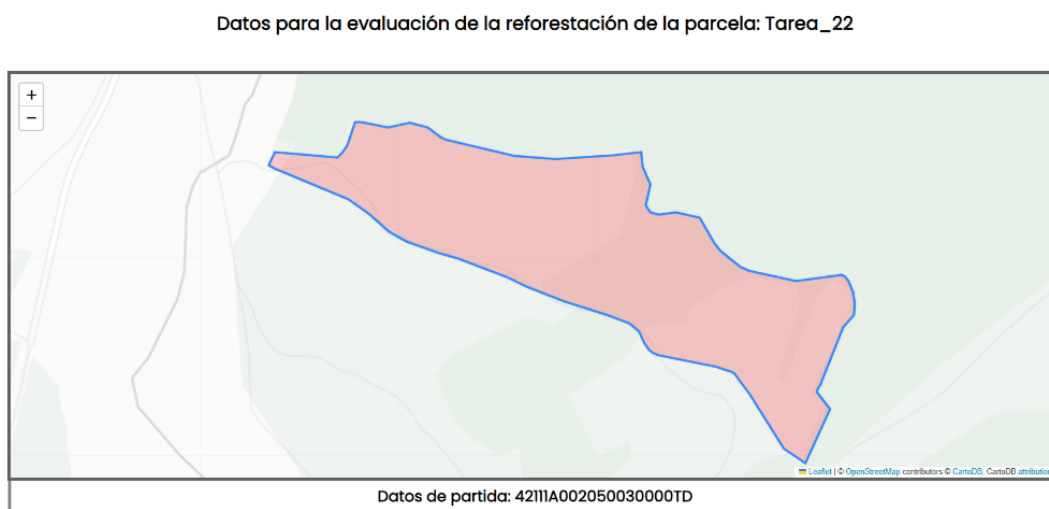 Datos para la evaluación de la reforestación de la parcela: Tarea_22
+
−
Leaflet | © OpenStreetMap contributors © CartoDB, CartoDB attribution
Datos de partida: 42111A002050030000TD